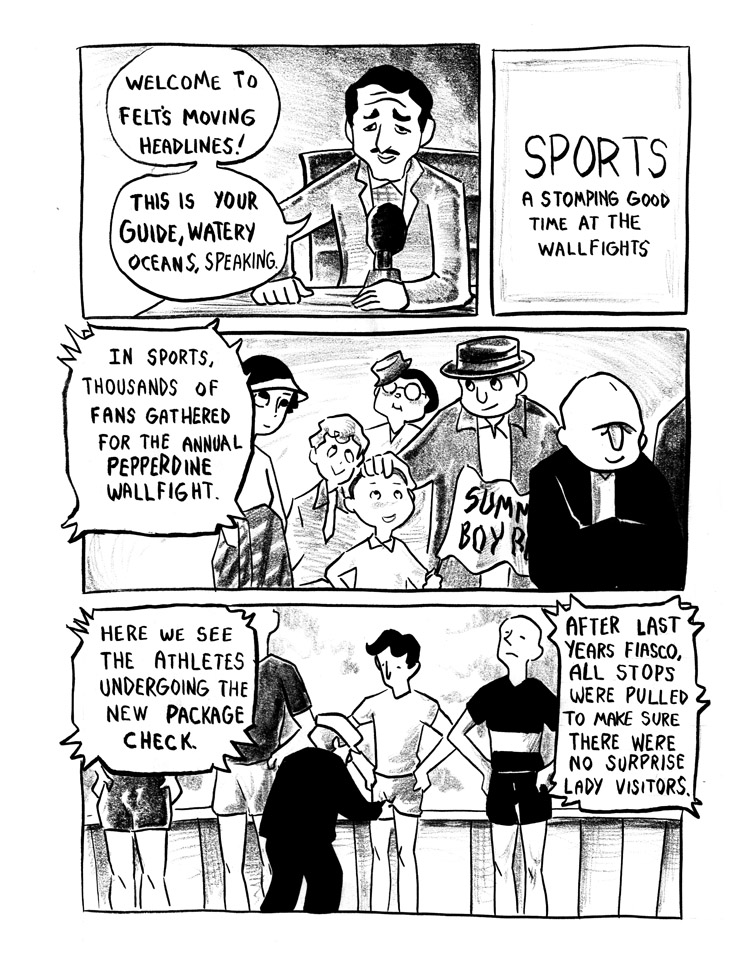 WELCOME TO
FELT'S MOVING
HEADLINES!
THIS IS YOUR
GUIDE, WATERY
OCEANS, SPEAKING.
SPORTS
A STOMPING GOOD
TIME AT THE
WALLFIGHTS
IN SPORTS,
THOUSANDS OF
FANS GATHERED
FOR THE ANNUAL
PEPPERDINE
WALLFIGHT.
SUMM
BOY R
HERE WE SEE
THE ATHLETES
UNDERGOING THE
NEW PACKAGE
CHECK.
AFTER LAST
YEARS FIASCO,
ALL STOPS
WERE PULLED
TO MAKE SURE
THERE WERE
NO SURPRISE
LADY VISITORS.